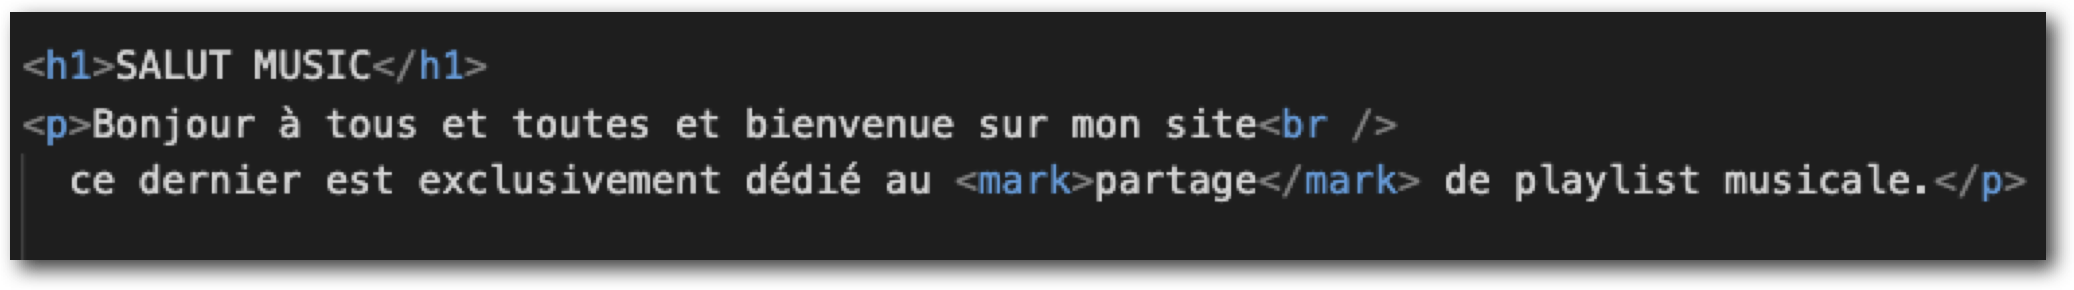 <h1>SALUT MUSIC</h1>
<p>Bonjour à tous et toutes et bienvenue sur mon site<br />
ce dernier est exclusivement dédié au <mark>partage</mark> de playlist musicale.</p>